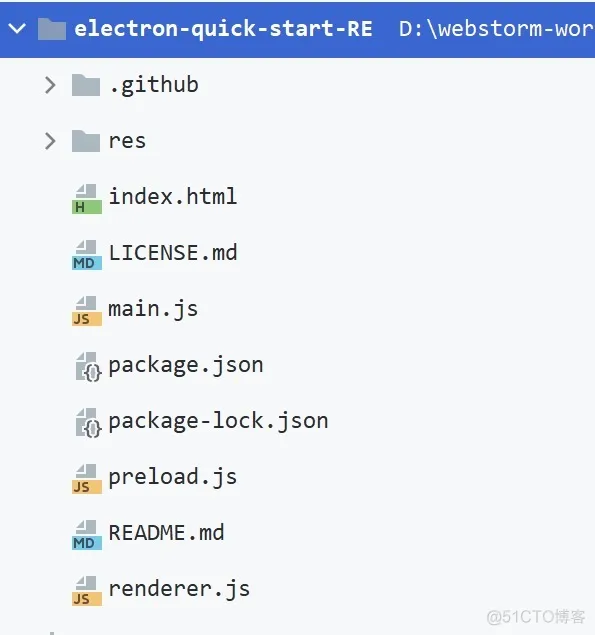 electron-quick-start-RE D:\webstorm-wor
.github
res
H index.html
MD LICENSE.md
JS main.js
{} package.json
{} package-lock.json
JS preload.js
MD README.md
JS renderer.js
@51CTO博客